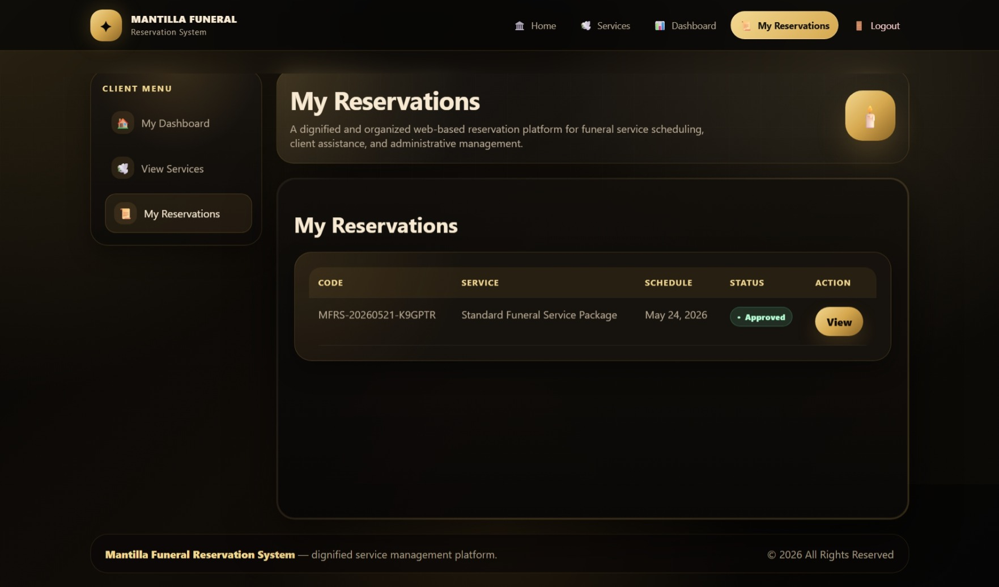 MANTILLA FUNERAL
Reservation System
Home
Services
Dashboard
My Reservations
Logout
CLIENT MENU
My Dashboard
View Services
My Reservations
My Reservations
A dignified and organized web-based reservation platform for funeral service scheduling,
client assistance, and administrative management.
My Reservations
CODE SERVICE SCHEDULE STATUS ACTION
MFRS-20260521-K9GPTR Standard Funeral Service Package May 24, 2026 • Approved View
Mantilla Funeral Reservation System — dignified service management platform.
© 2026 All Rights Reserved